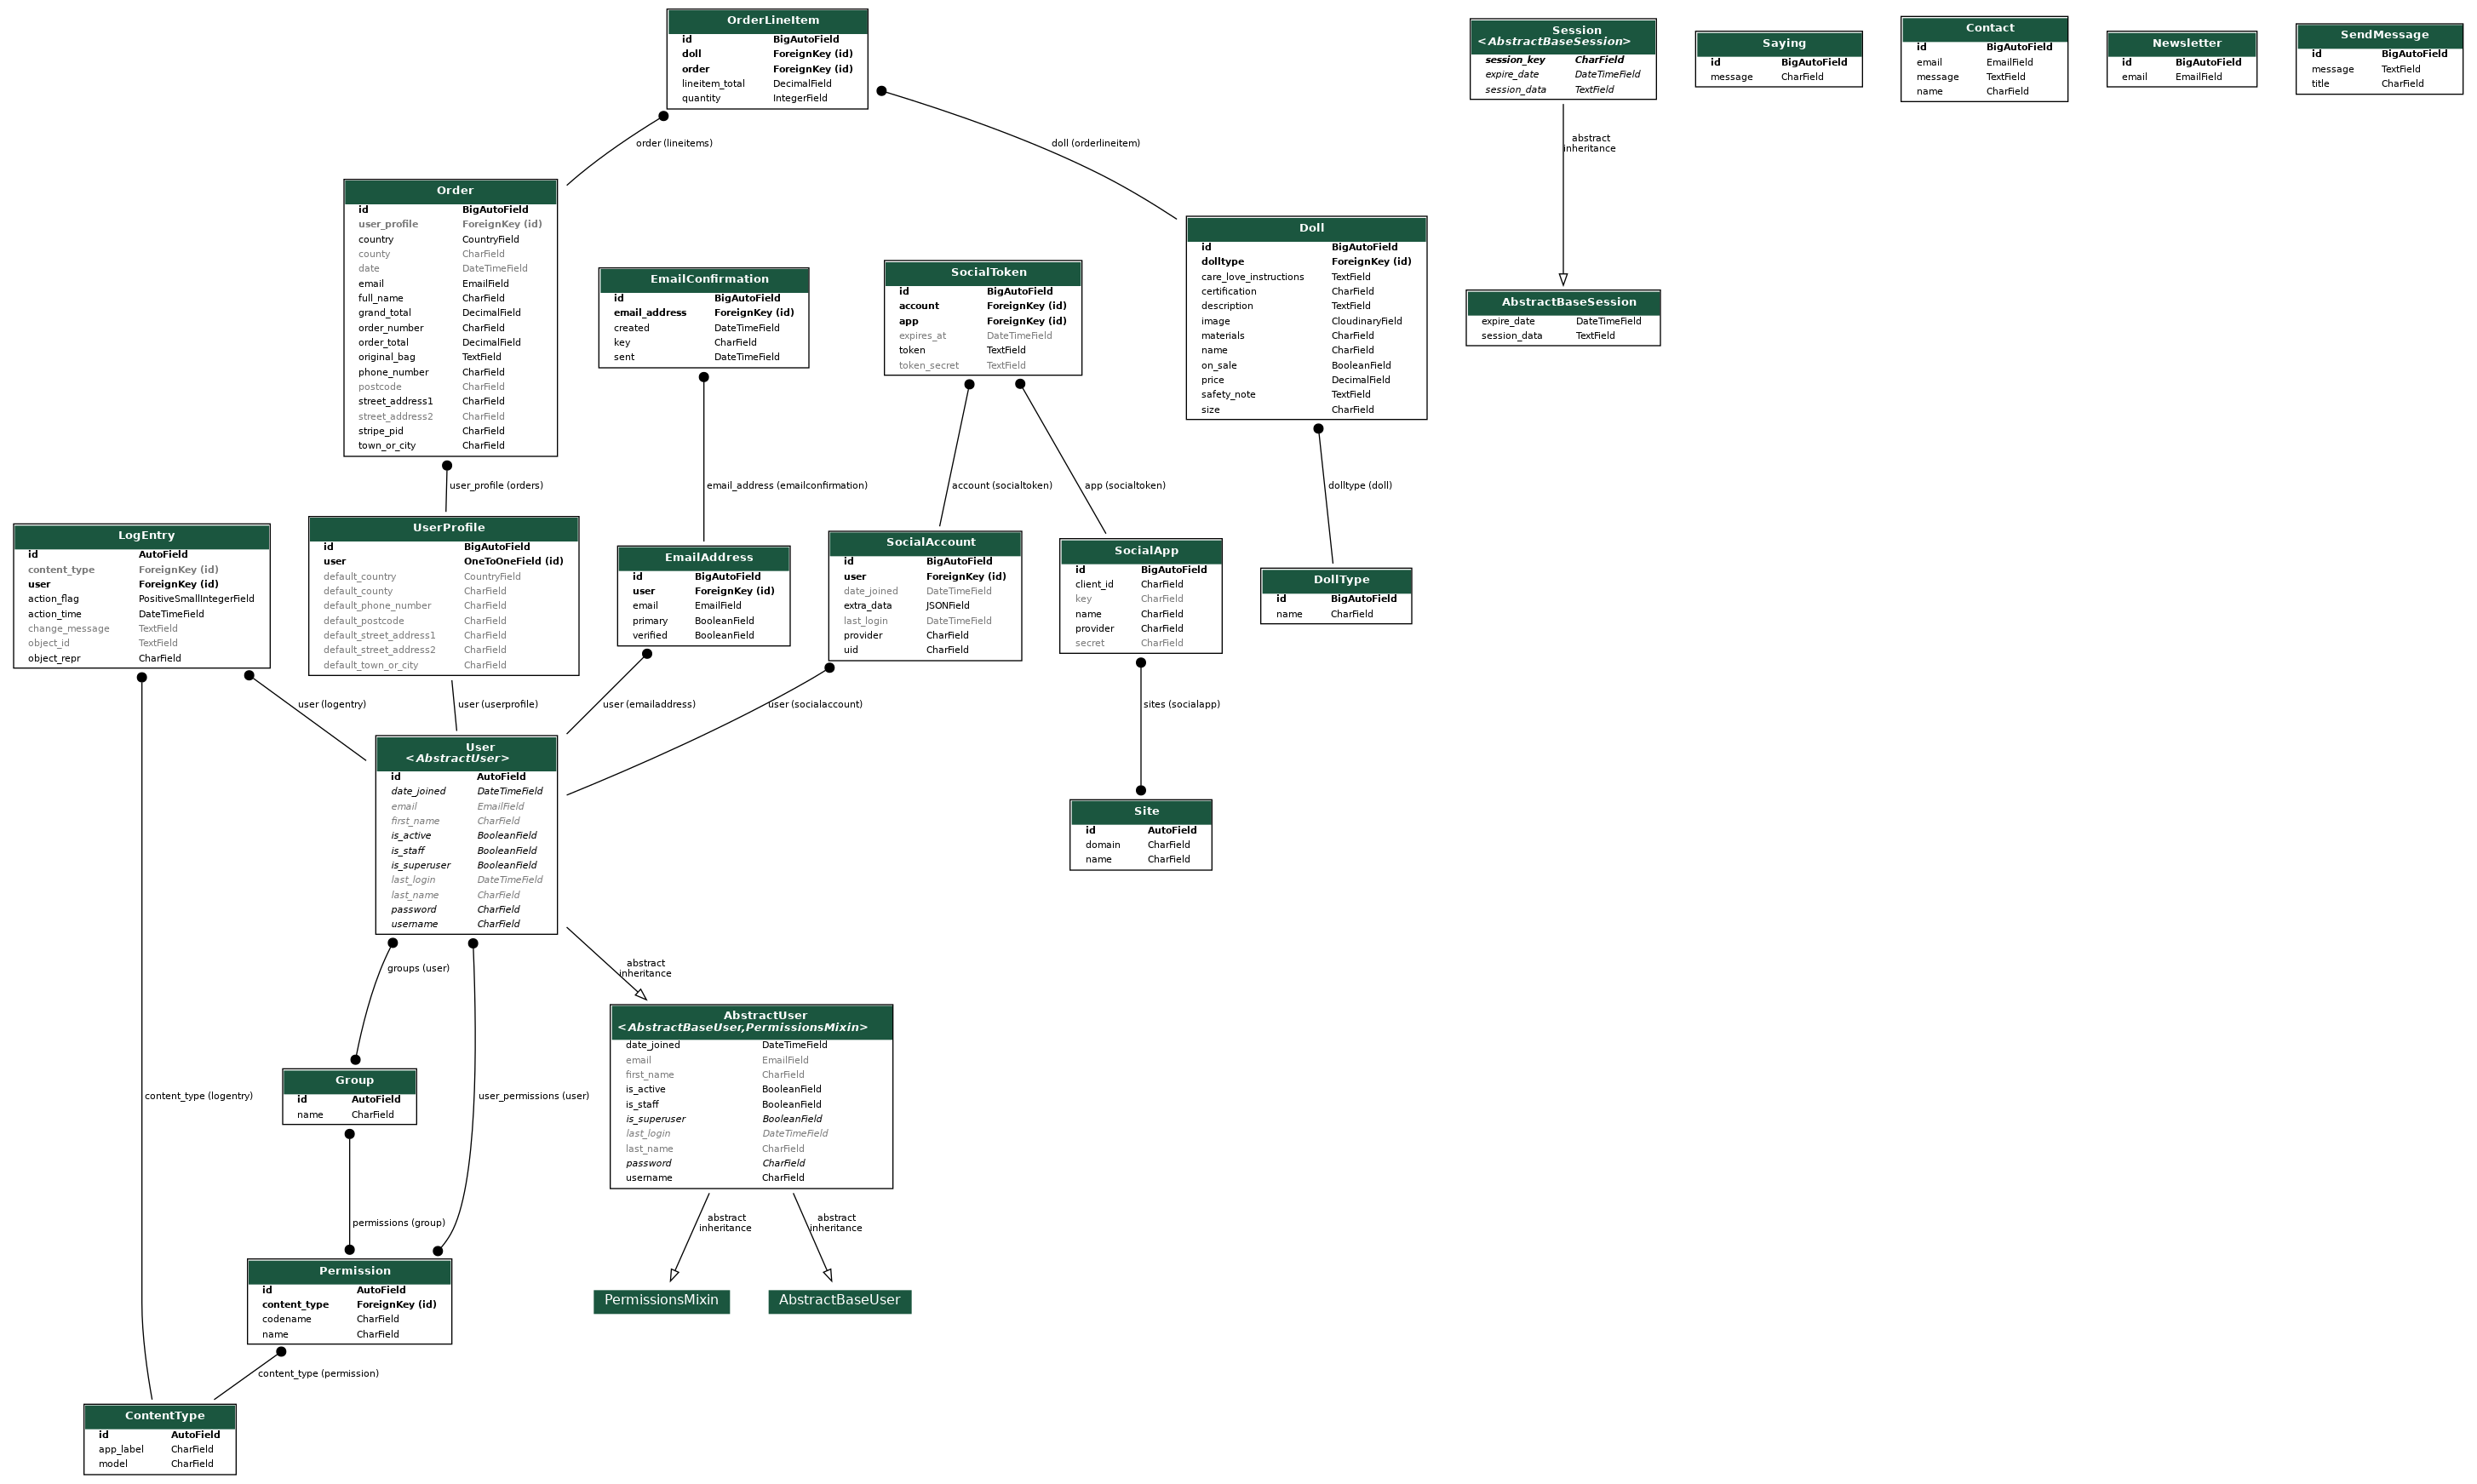 OrderLineItem
id BigAutoField
doll ForeignKey (id)
order ForeignKey (id)
lineitem_total DecimalField
quantity IntegerField
Session
<AbstractBaseSession>
session_key CharField
expire_date DateTimeField
session_data TextField
Saying
id BigAutoField
message CharField
Contact
id BigAutoField
email EmailField
message TextField
name CharField
Newsletter
id BigAutoField
email EmailField
SendMessage
id BigAutoField
message TextField
title CharField
order (lineitems)
doll (orderlineitem)
abstract
inheritance
Order
id BigAutoField
user_profile ForeignKey (id)
country CountryField
county CharField
date DateTimeField
email EmailField
full_name CharField
grand_total DecimalField
order_number CharField
order_total DecimalField
original_bag TextField
phone_number CharField
postcode CharField
street_address1 CharField
street_address2 CharField
stripe_pid CharField
town_or_city CharField
EmailConfirmation
id BigAutoField
email_address ForeignKey (id)
created DateTimeField
key CharField
sent DateTimeField
SocialToken
id BigAutoField
account ForeignKey (id)
app ForeignKey (id)
expires_at DateTimeField
token TextField
token_secret TextField
Doll
id BigAutoField
dolltype ForeignKey (id)
care_love_instructions TextField
certification CharField
description TextField
image CloudinaryField
materials CharField
name CharField
on_sale BooleanField
price DecimalField
safety_note TextField
size CharField
AbstractBaseSession
expire_date DateTimeField
session_data TextField
user_profile (orders)
email_address (emailconfirmation)
account (socialtoken)
app (socialtoken)
dolltype (doll)
LogEntry
id AutoField
content_type ForeignKey (id)
user ForeignKey (id)
action_flag PositiveSmallIntegerField
action_time DateTimeField
change_message TextField
object_id TextField
object_repr CharField
UserProfile
id BigAutoField
user OneToOneField (id)
default_country CountryField
default_county CharField
default_phone_number CharField
default_postcode CharField
default_street_address1 CharField
default_street_address2 CharField
default_town_or_city CharField
EmailAddress
id BigAutoField
user ForeignKey (id)
email EmailField
primary BooleanField
verified BooleanField
SocialAccount
id BigAutoField
user ForeignKey (id)
date_joined DateTimeField
extra_data JSONField
last_login DateTimeField
provider CharField
uid CharField
SocialApp
id BigAutoField
client_id CharField
key CharField
name CharField
provider CharField
secret CharField
DollType
id BigAutoField
name CharField
user (logentry)
user (userprofile)
user (emailaddress)
user (socialaccount)
sites (socialapp)
User
<AbstractUser>
id AutoField
date_joined DateTimeField
email EmailField
first_name CharField
is_active BooleanField
is_staff BooleanField
is_superuser BooleanField
last_login DateTimeField
last_name CharField
password CharField
username CharField
Site
id AutoField
domain CharField
name CharField
groups (user)
abstract
inheritance
AbstractUser
<AbstractBaseUser,PermissionsMixin>
date_joined DateTimeField
email EmailField
first_name CharField
is_active BooleanField
is_staff BooleanField
is_superuser BooleanField
last_login DateTimeField
last_name CharField
password CharField
username CharField
Group
id AutoField
name CharField
content_type (logentry)
user_permissions (user)
permissions (group)
abstract
inheritance
abstract
inheritance
Permission
id AutoField
content_type ForeignKey (id)
codename CharField
name CharField
PermissionsMixin
AbstractBaseUser
content_type (permission)
ContentType
id AutoField
app_label CharField
model CharField